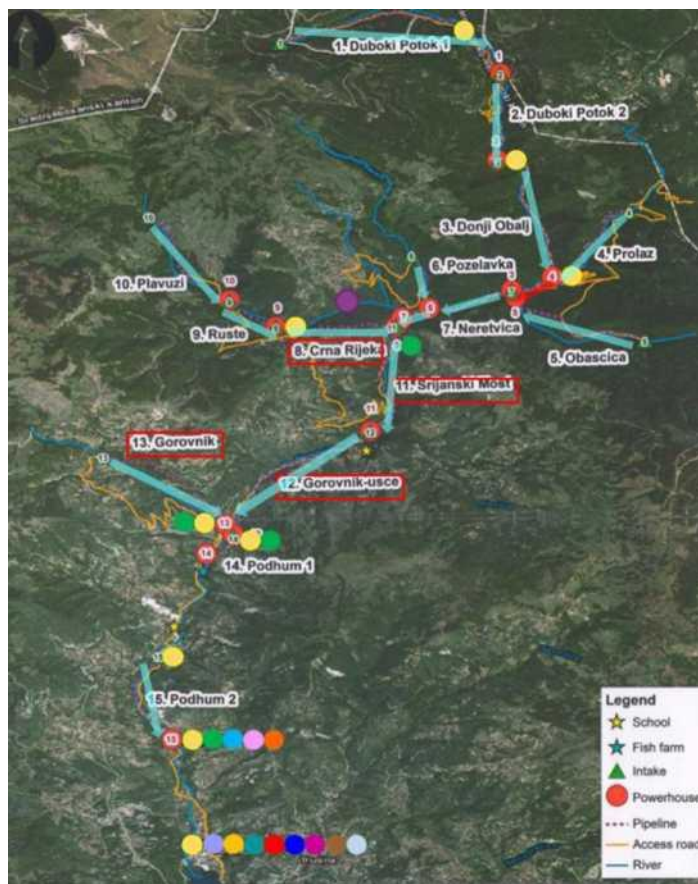 1. Duboki Potok 1
2. Duboki Potok 2
3. Donji Obalj
4. Prolaz
6. Pozelavka
10. Plavuzi
7. Neretvica
9. Ruste
8. Crna Rijeka
5. Obascica
11. Srijanski Most
13. Gorovnik
12. Gorovnik-usce
14. Podhum 1
15. Podhum 2
Legend
School
Fish farm
Intake
Powerhouse
Pipeline
Access road
River